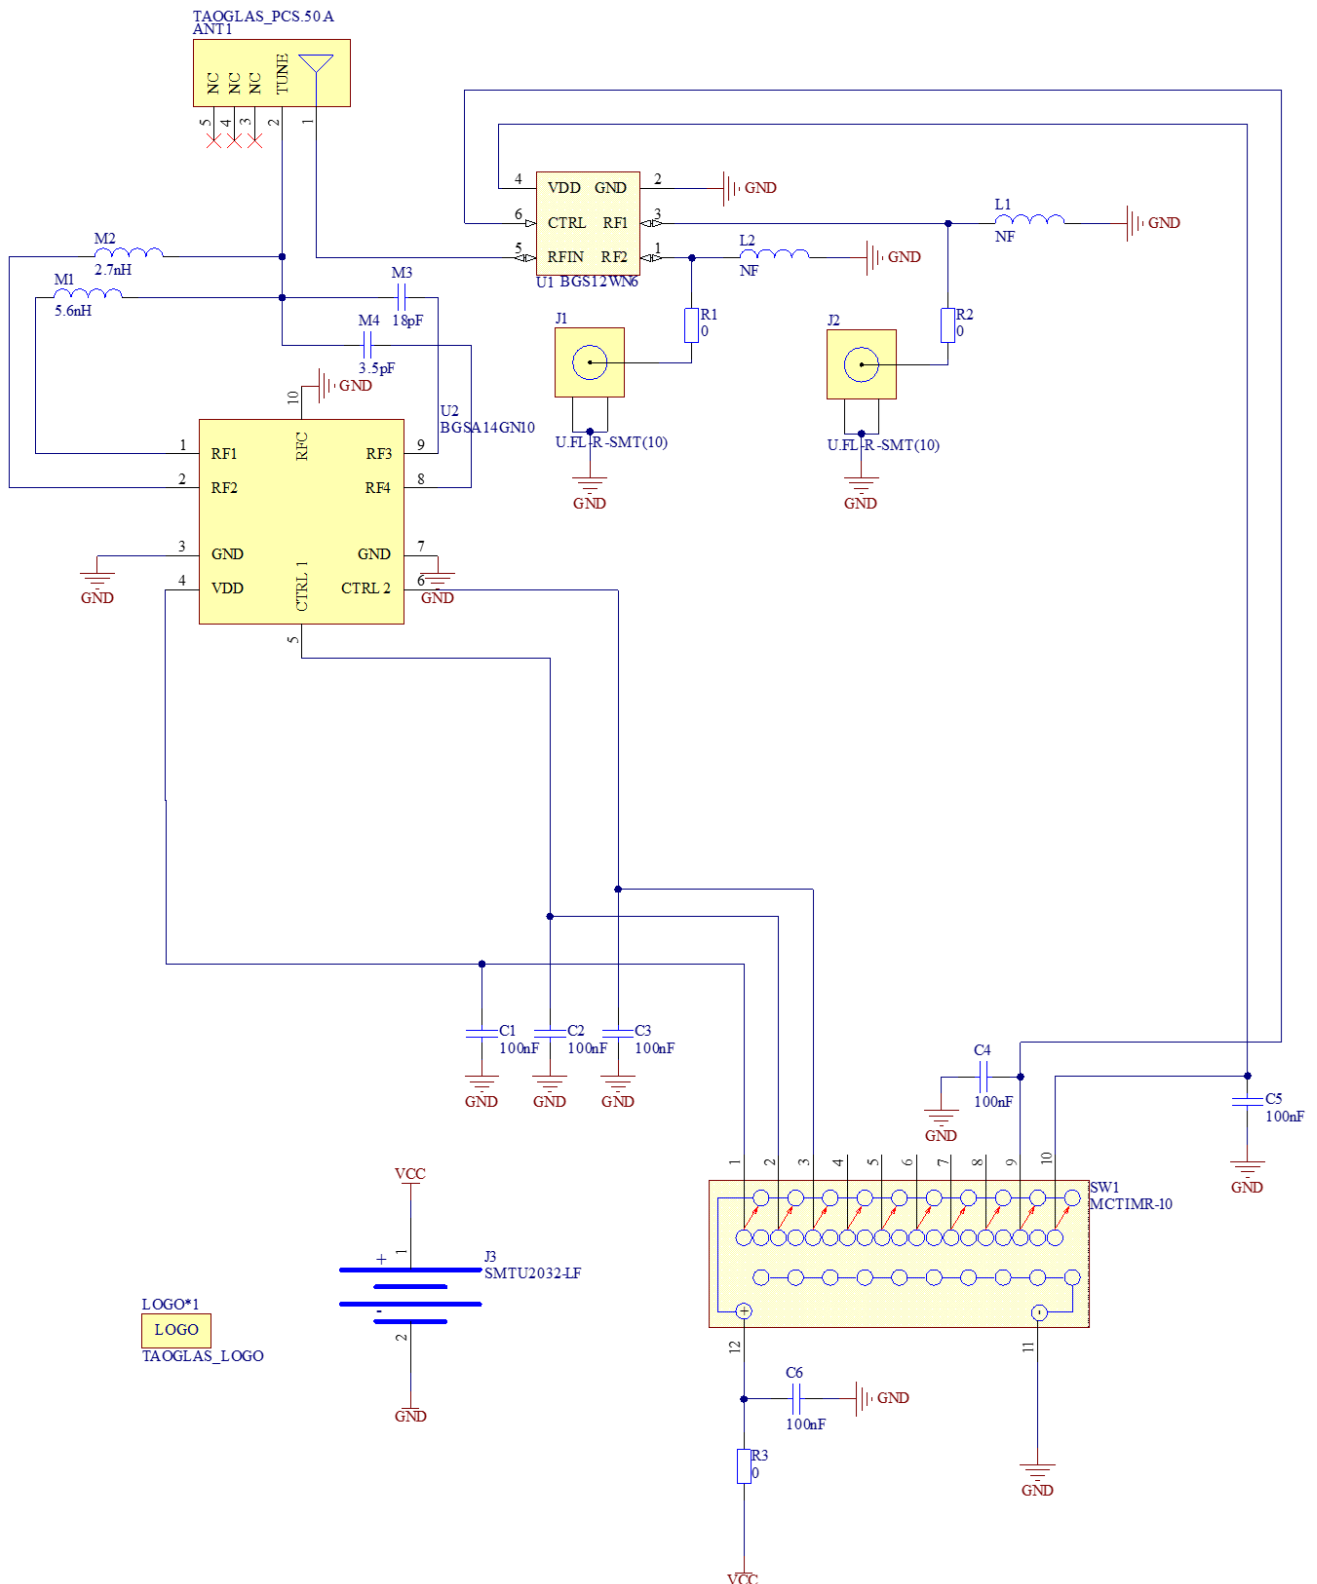 TAOGLAS_PCS.50A
ANT1
NC
NC
NC
TUNE
5
4
3
2
1
4
VDD
GND
2
GND
6
CTRL
RF1
3
L1
NF
GND
5
RFIN
RF2
1
L2
NF
GND
U1
BGS12WN6
M2
2.7nH
M1
5.6nH
M3
18pF
M4
3.5pF
R1
0
R2
0
J1
U.FL-R-SMT(10)
GND
J2
U.FL-R-SMT(10)
GND
10
GND
U2
BGSA14GN10
RFC
1
RF1
RF3
9
2
RF2
RF4
8
3
GND
GND
7
GND
4
VDD
CTRL 1
CTRL 2
6
GND
5
C1
100nF
GND
C2
100nF
GND
C3
100nF
GND
C4
100nF
GND
C5
100nF
GND
1
2
3
4
5
6
7
8
9
10
SW1
MCTIMR-10
+
-
12
11
VCC
1
+
J3
SMTU2032-LF
-
2
GND
LOGO*1
LOGO
TAOGLAS_LOGO
C6
100nF
GND
R3
0
GND
VCC